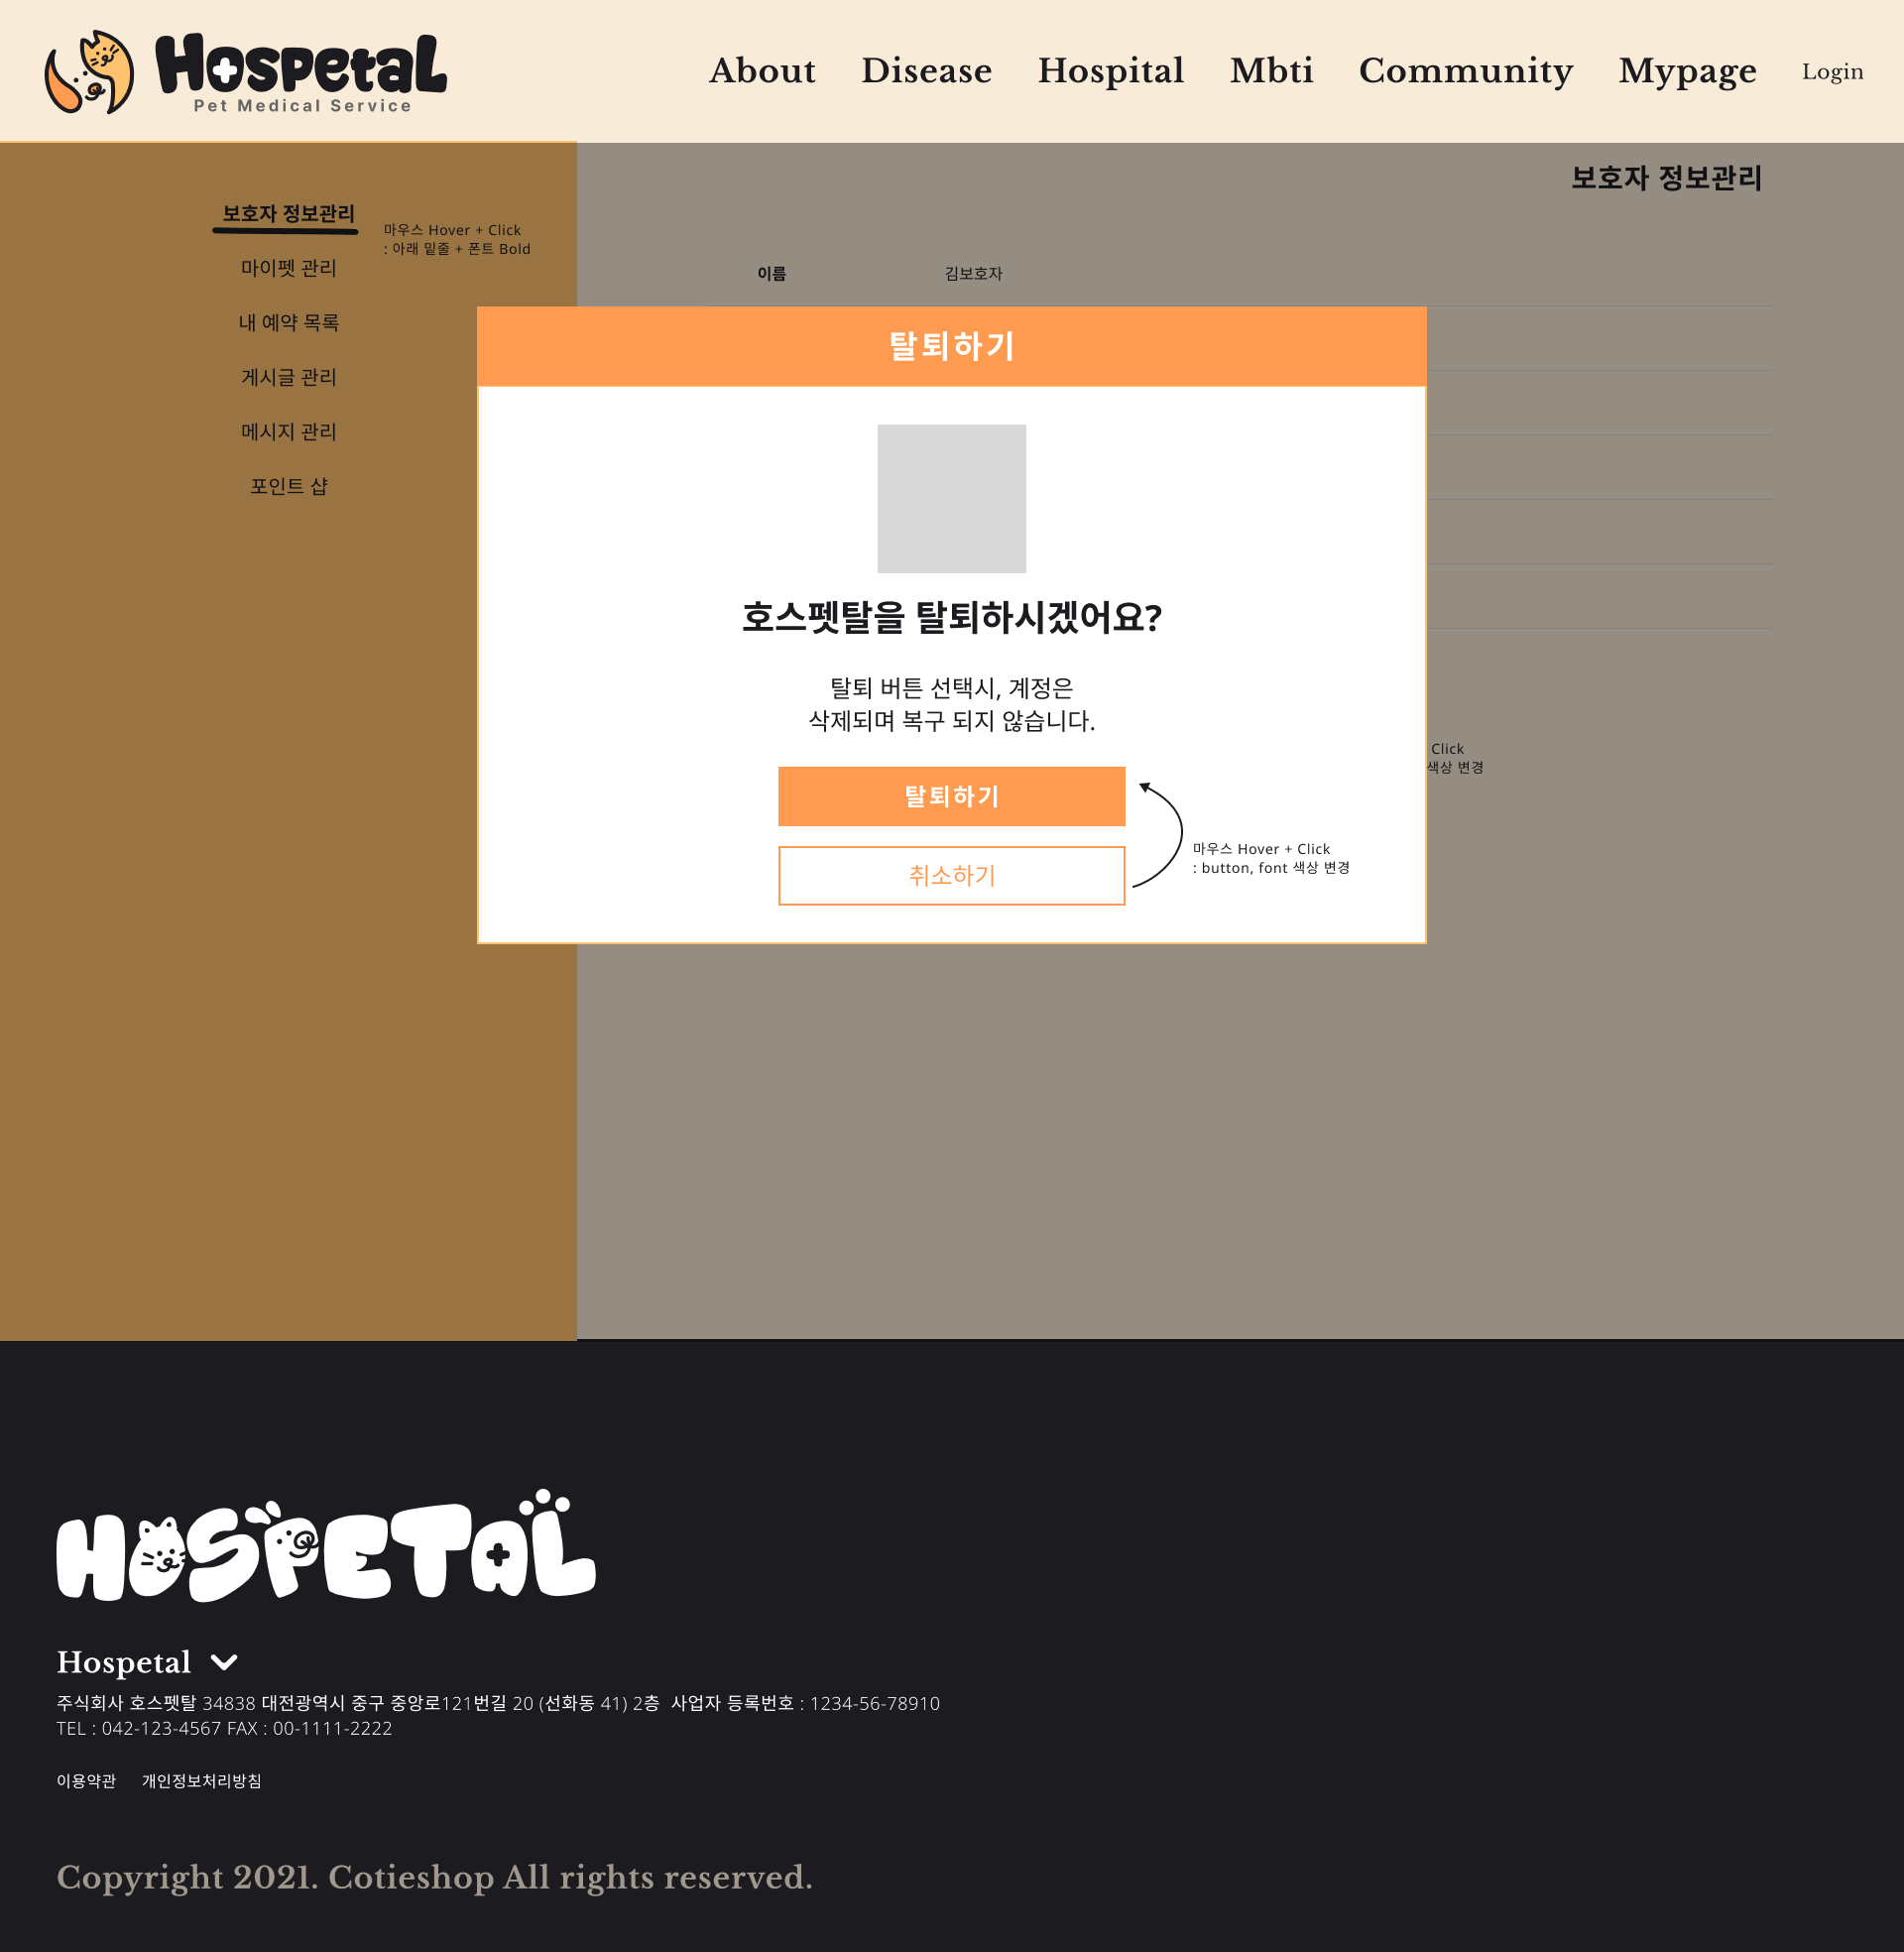 Hospetal
Pet Medical Service
About Disease Hospital Mbti Community Mypage Login
보호자 정보관리
보호자 정보관리
마우스 Hover + Click
: 아래 밑줄 + 폰트 Bold
마이펫 관리
내 예약 목록
게시글 관리
메시지 관리
포인트 샵
이름 김보호자
탈퇴하기
호스펫탈을 탈퇴하시겠어요?
탈퇴 버튼 선택시, 계정은
삭제되며 복구 되지 않습니다.
Click
색상 변경
탈퇴하기
취소하기
마우스 Hover + Click
: button, font 색상 변경
HOSPETAL
Hospetal
주식회사 호스펫탈 34838 대전광역시 중구 중앙로121번길 20 (선화동 41) 2층 사업자 등록번호 : 1234-56-78910
TEL : 042-123-4567 FAX : 00-1111-2222
이용약관 개인정보처리방침
Copyright 2021. Cotieshop All rights reserved.